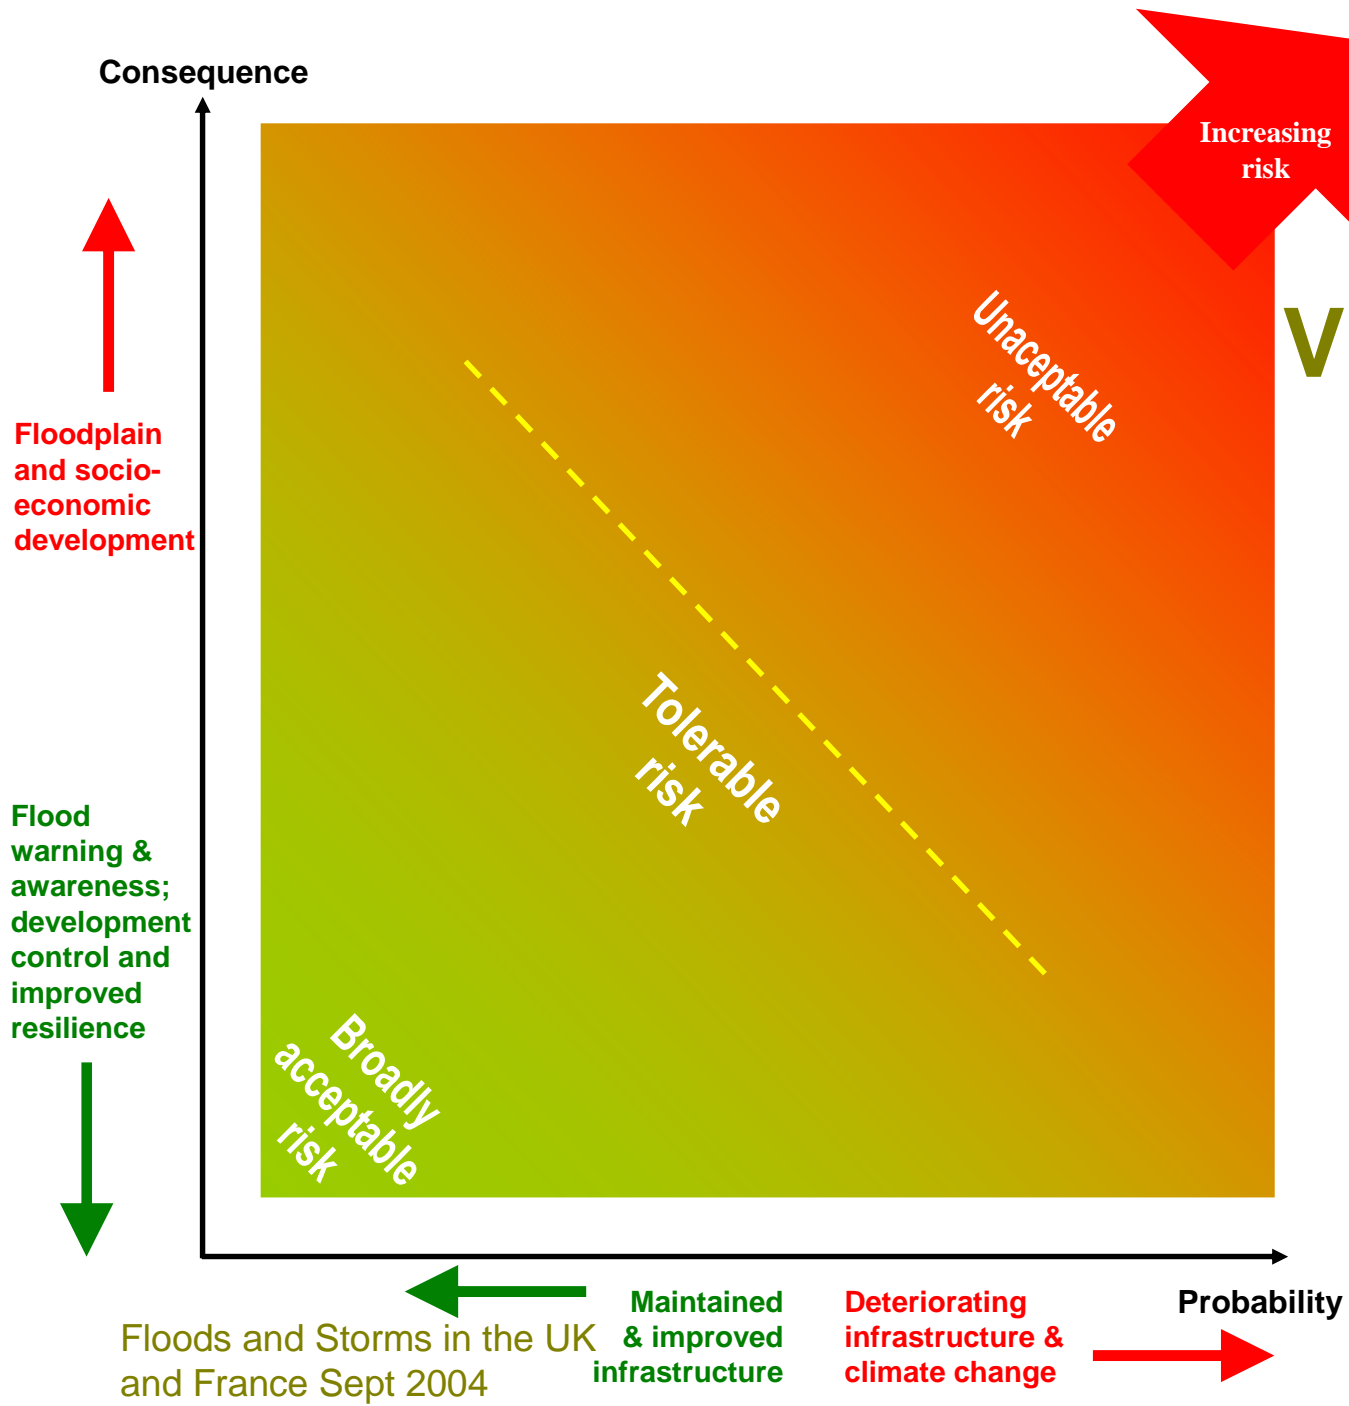 Consequence
Increasing
risk
V
Unaceptable
risk
Floodplain
and socio-
economic
development
Tolerable
risk
Flood
warning &
awareness;
development
control and
improved
resilience
Broadly
acceptable
risk
Maintained
& improved
infrastructure
Deteriorating
infrastructure &
climate change
Probability
Floods and Storms in the UK
and France Sept 2004